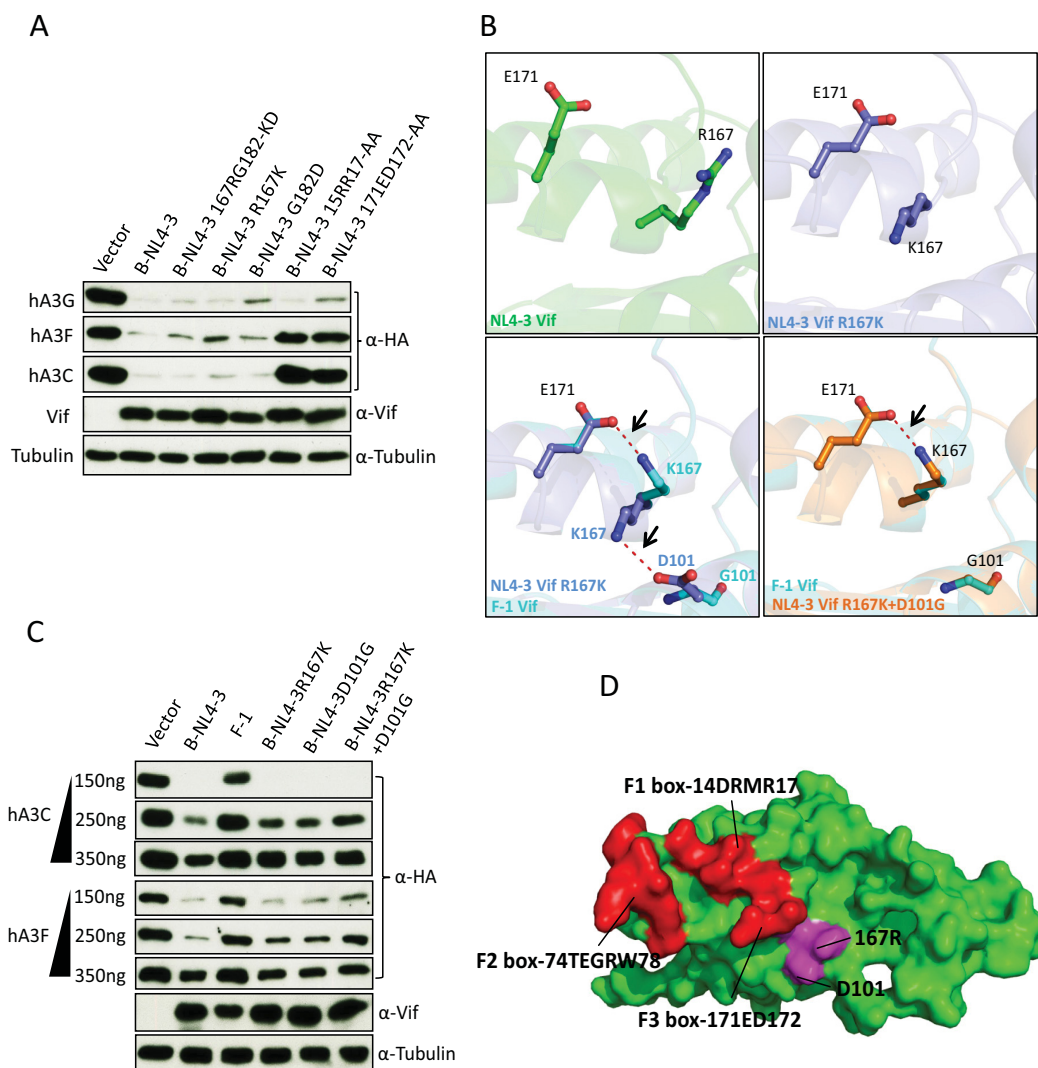 A
Vector
B-NL4-3
B-NL4-3 167RG182-KD
B-NL4-3 R167K
B-NL4-3 G182D
B-NL4-3 15RR17-AA
B-NL4-3 171ED172-AA
hA3G
hA3F
α-HA
hA3C
Vif
α-Vif
Tubulin
α-Tubulin
B
E171
R167
NL4-3 Vif
E171
K167
NL4-3 Vif R167K
E171
K167
K167
D101
G101
NL4-3 Vif R167K
F-1 Vif
E171
K167
G101
F-1 Vif
NL4-3 Vif R167K+D101G
C
Vector
B-NL4-3
F-1
B-NL4-3R167K
B-NL4-3D101G
B-NL4-3R167K
+D101G
hA3C
150ng
250ng
350ng
α-HA
hA3F
150ng
250ng
350ng
α-Vif
α-Tubulin
D
F1 box-14DRMR17
167R
F2 box-74TEGRW78
D101
F3 box-171ED172